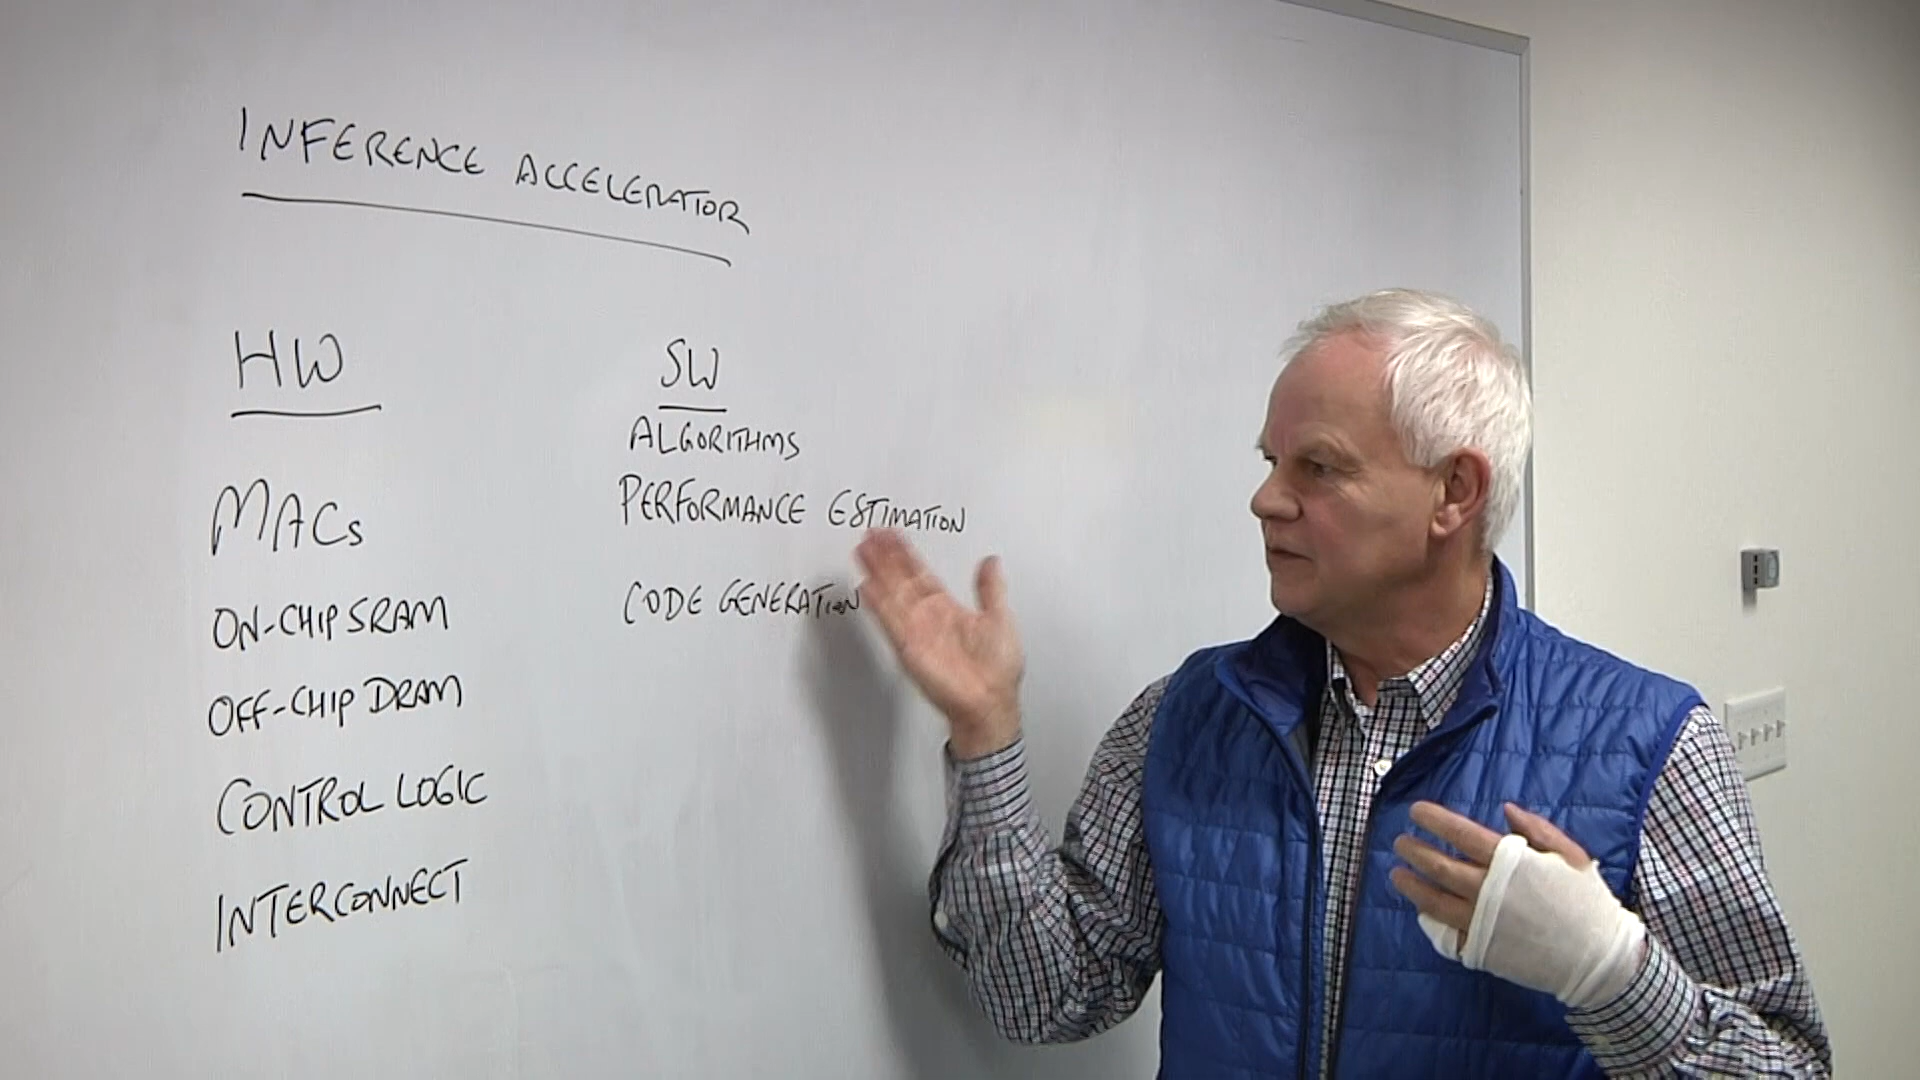 INFERENCE ACCELERATOR
HW
MACs
ON-CHIP SRAM
OFF-CHIP DRAM
CONTROL LOGIC
INTERCONNECT
SW
ALGORITHMS
PERFORMANCE ESTIMATION
CODE GENERATION